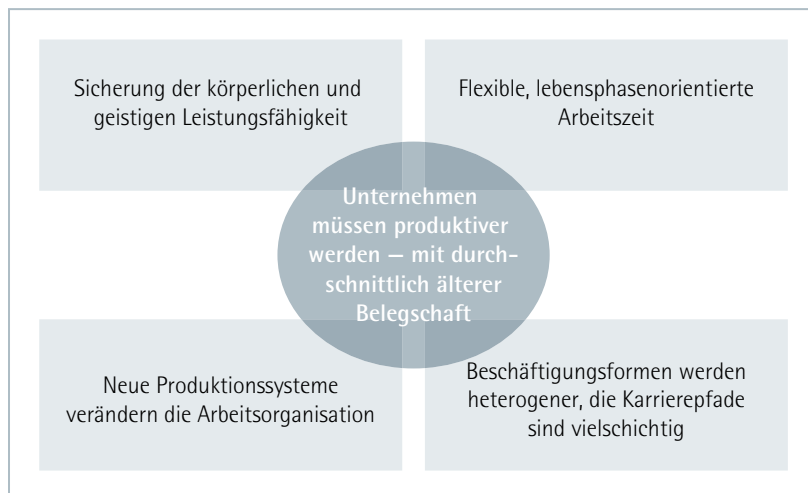 Sicherung der körperlichen und
geistigen Leistungsfähigkeit
Flexible, lebensphasenorientierte
Arbeitszeit
Unternehmen
müssen produktiver
werden – mit durch-
schnittlich älterer
Belegschaft
Neue Produktionssysteme
verändern die Arbeitsorganisation
Beschäftigungsformen werden
heterogener, die Karrierepfade
sind vielschichtig